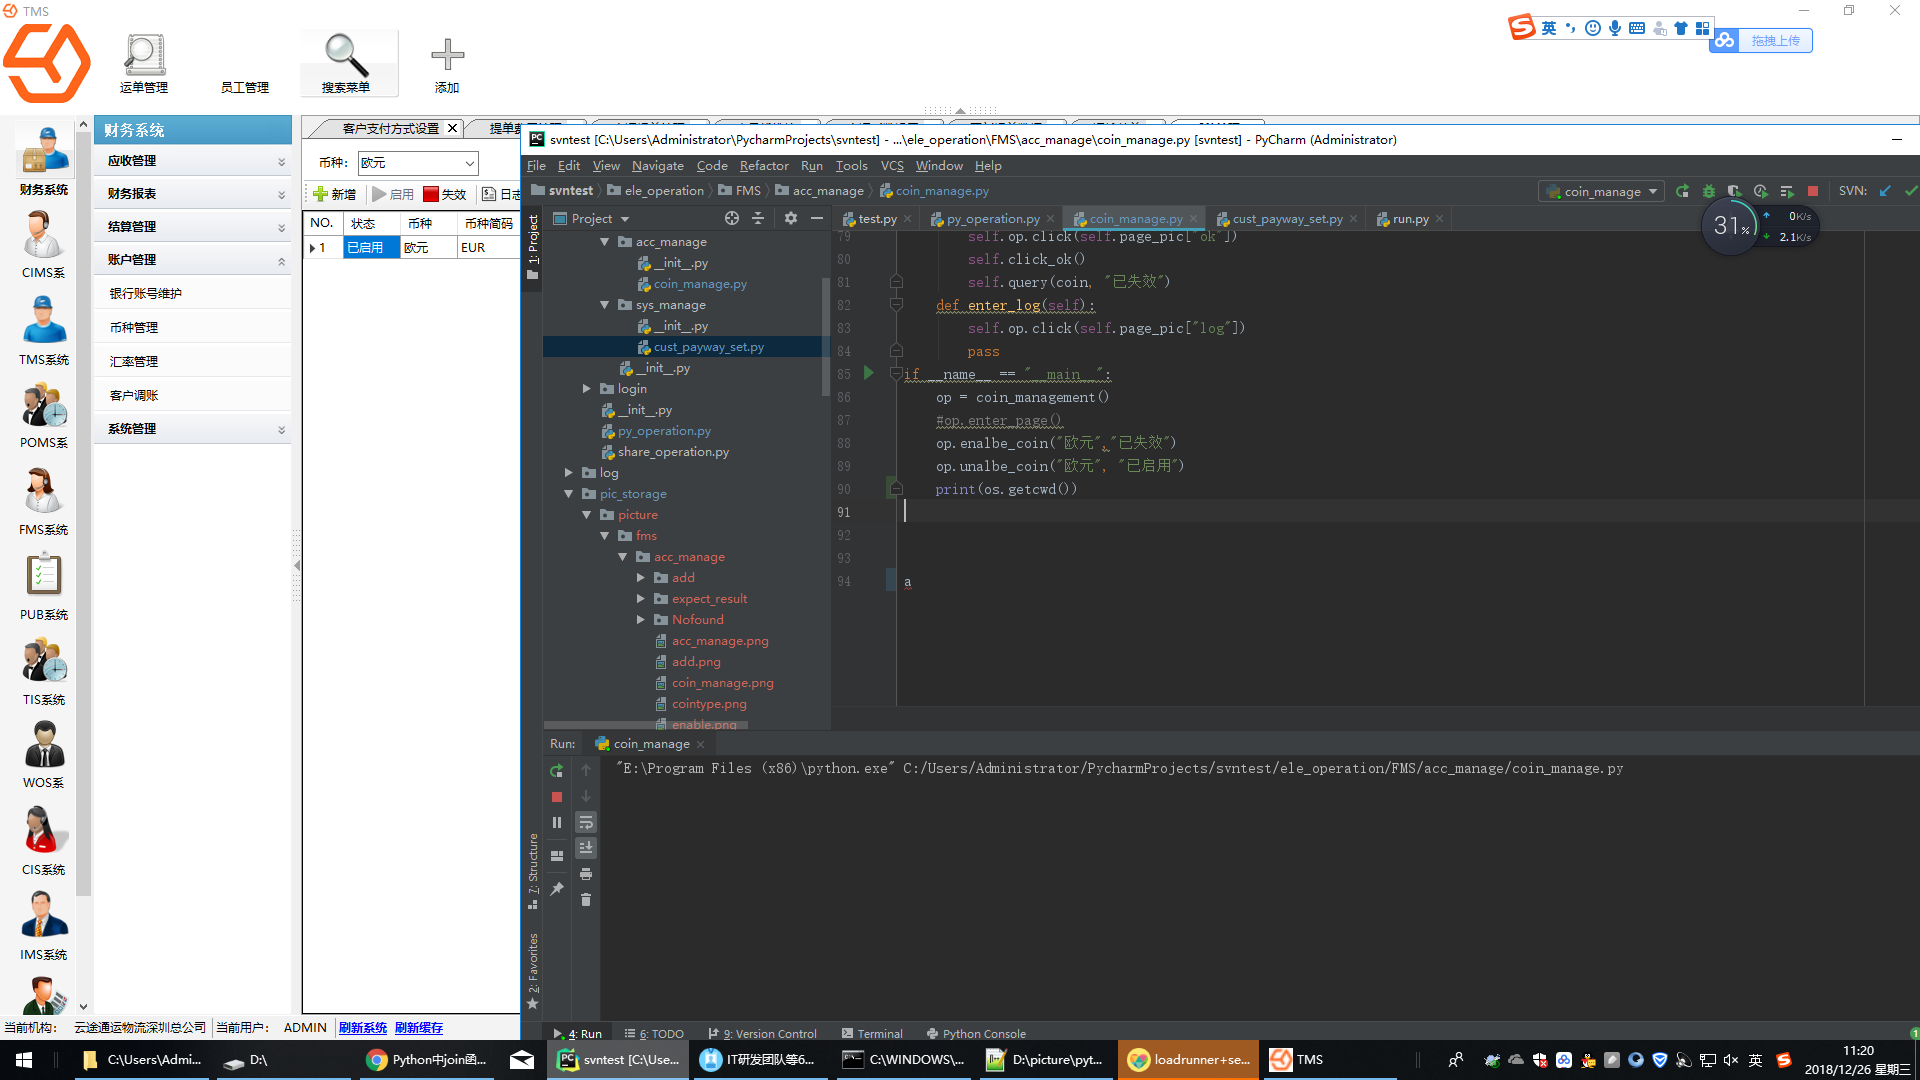 TMS
运单管理
员工管理
搜索菜单
添加
英
拖拽上传
财务系统
CIMS系
TMS系统
POMS系
FMS系统
PUB系统
TIS系统
WOS系
CIS系统
IMS系统
财务系统
应收管理
财务报表
结算管理
账户管理
银行账号维护
币种管理
汇率管理
客户调账
系统管理
客户支付方式设置
币种: 欧元
新增 启用 失效 日志
NO. 状态 币种 币种简码
1 已启用 欧元 EUR
svntest [C:\Users\Administrator\PycharmProjects\svntest] - ...\ele_operation\FMS\acc_manage\coin_manage.py [svntest] - PyCharm (Administrator)
File Edit View Navigate Code Refactor Run Tools VCS Window Help
svntest ele_operation FMS acc_manage coin_manage.py
coin_manage
SVN:
31%
0K/s
2.1K/s
1: Project
Project
test.py py_operation.py coin_manage.py cust_payway_set.py run.py
acc_manage
__init__.py
coin_manage.py
sys_manage
__init__.py
cust_payway_set.py
__init__.py
login
__init__.py
py_operation.py
share_operation.py
log
pic_storage
picture
fms
acc_manage
add
expect_result
Nofound
acc_manage.png
add.png
coin_manage.png
cointype.png
enable.png
79 self.op.click(self.page_pic["ok"])
80 self.click_ok()
81 self.query(coin, "已失效")
82 def enter_log(self):
83 self.op.click(self.page_pic["log"])
84 pass
85 if __name__ == "__main__":
86 op = coin_management()
87 #op.enter_page()
88 op.enalbe_coin("欧元","已失效")
89 op.unalbe_coin("欧元", "已启用")
90 print(os.getcwd())
91
92
93
94 a
Run: coin_manage
"E:\Program Files (x86)\python.exe" C:/Users/Administrator/PycharmProjects/svntest/ele_operation/FMS/acc_manage/coin_manage.py
7: Structure
2: Favorites
4: Run 6: TODO 9: Version Control Terminal Python Console
当前机构: 云途通运物流深圳总公司 当前用户: ADMIN 刷新系统 刷新缓存
C:\Users\Admi... D:\ Python中join函... svntest [C:\Use... IT研发团队等6... C:\WINDOWS\... D:\picture\pyt... loadrunner+se... TMS
英
11:20
2018/12/26 星期三